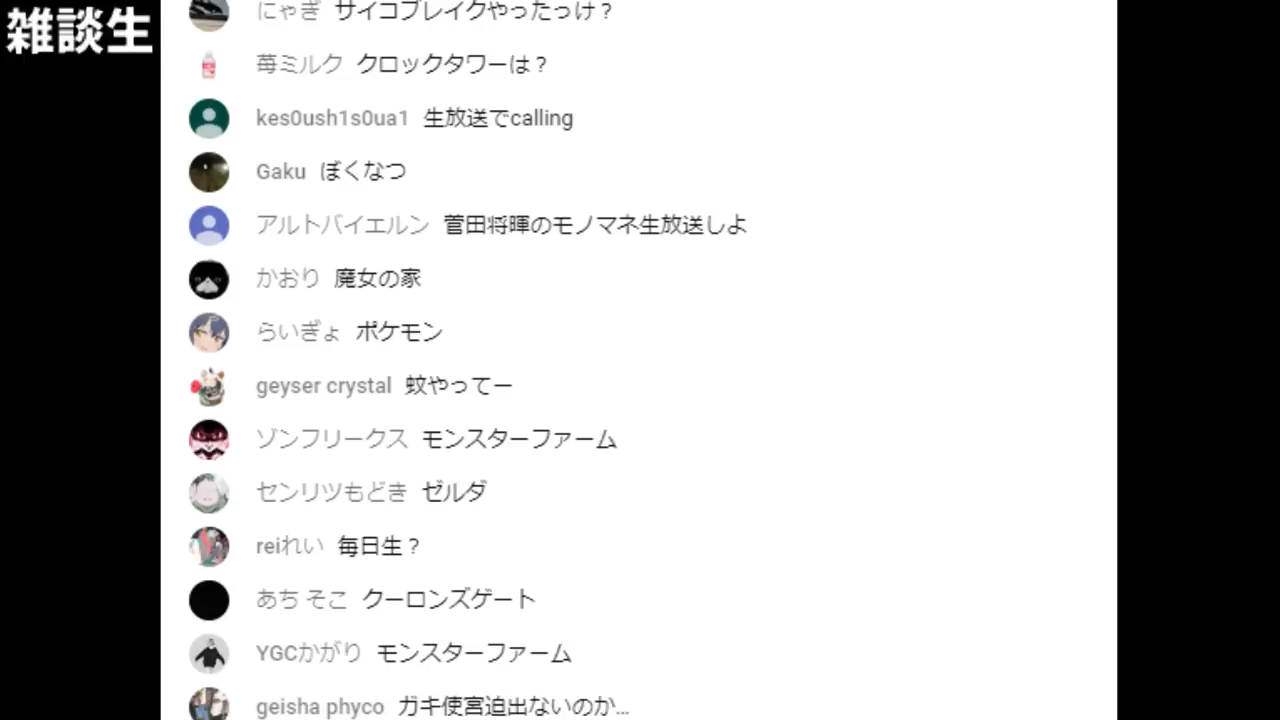 雑談生
にゃぎ サイコブレイクやったっけ？
苺ミルク クロックタワーは？
kes0ush1s0ua1 生放送でcalling
Gaku ぼくなつ
アルトバイエルン 菅田将暉のモノマネ生放送しよ
かおり 魔女の家
らいぎょ ポケモン
geyser crystal 蚊やってー
ゾンフリークス モンスターファーム
センリツもどき ゼルダ
reiれい 毎日生？
あち そこ クーロンズゲート
YGCかがり モンスターファーム
geisha phyco ガキ使宮迫出ないのか...